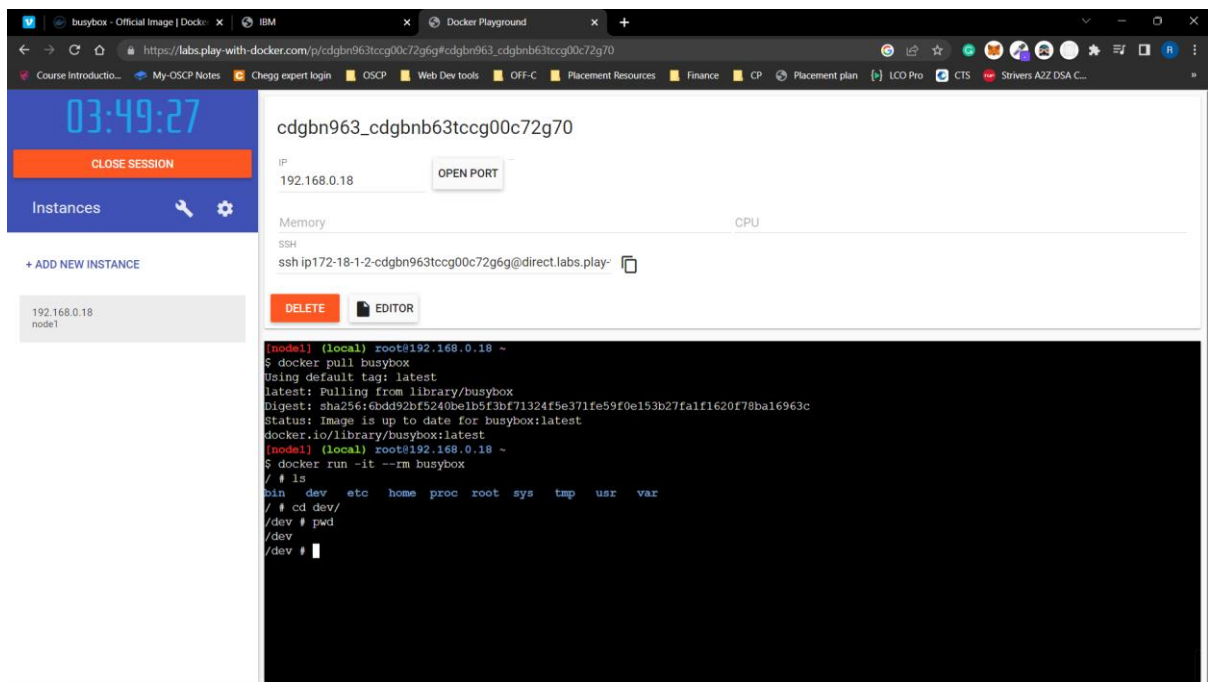 busybox - Official Image | Docker
IBM
Docker Playground
https://labs.play-with-docker.com/p/cdgbn963tccg00c72g6g#cdgbn963_cdgbnb63tccg00c72g70
Course Introductio... My-OSCP Notes Chegg expert login OSCP Web Dev tools OFF-C Placement Resources Finance CP Placement plan LCO Pro CTS Strivers A2Z DSA C... »
03:49:27
CLOSE SESSION
Instances
+ ADD NEW INSTANCE
192.168.0.18
node1
cdgbn963_cdgbnb63tccg00c72g70
IP
192.168.0.18
OPEN PORT
Memory
CPU
SSH
ssh ip172-18-1-2-cdgbn963tccg00c72g6g@direct.labs.play-
DELETE
EDITOR
[node1] (local) root@192.168.0.18 ~
$ docker pull busybox
Using default tag: latest
latest: Pulling from library/busybox
Digest: sha256:6bdd92bf5240be1b5f3bf71324f5e371fe59f0e153b27fa1f1620f78ba16963c
Status: Image is up to date for busybox:latest
docker.io/library/busybox:latest
[node1] (local) root@192.168.0.18 ~
$ docker run -it --rm busybox
/ # ls
bin dev etc home proc root sys tmp usr var
/ # cd dev/
/dev # pwd
/dev
/dev #